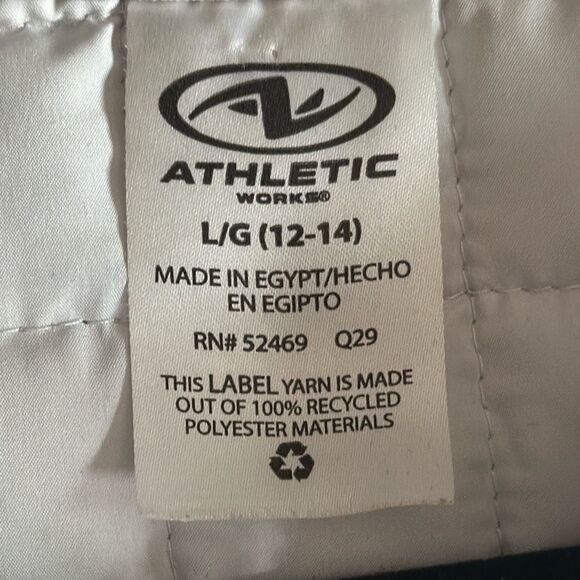 ATHLETIC
WORKS®
L/G (12-14)
MADE IN EGYPT/HECHO
EN EGIPTO
RN# 52469 Q29
THIS LABEL YARN IS MADE
OUT OF 100% RECYCLED
POLYESTER MATERIALS